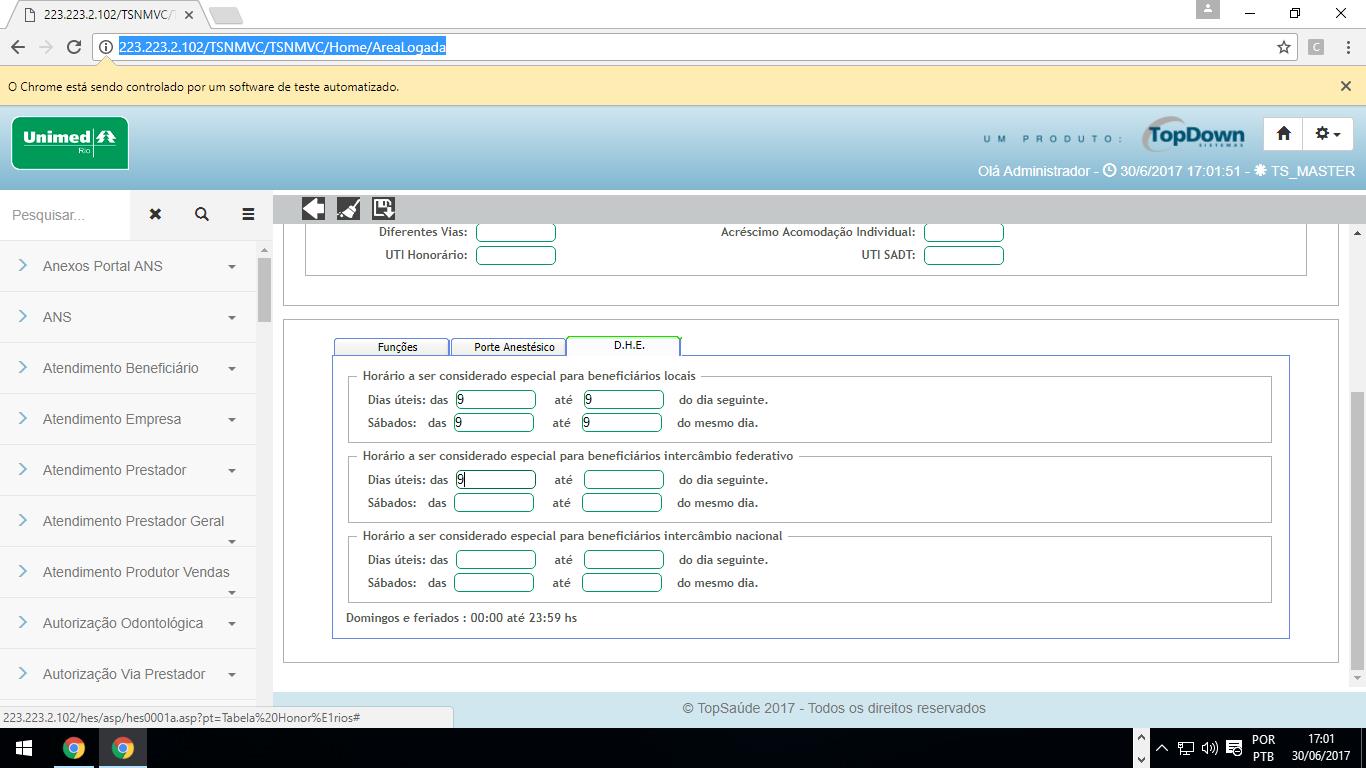 223.223.2.102/TSNMVC/T
223.223.2.102/TSNMVC/TSNMVC/Home/AreaLogada
C
O Chrome está sendo controlado por um software de teste automatizado.
Unimed
Rio
UM PRODUTO:
TopDown
SISTEMAS
Olá Administrador - 30/6/2017 17:01:51 - TS_MASTER
Pesquisar...
Diferentes Vias:
Acréscimo Acomodação Individual:
UTI Honorário:
UTI SADT:
Anexos Portal ANS
ANS
Atendimento Beneficiário
Atendimento Empresa
Atendimento Prestador
Atendimento Prestador Geral
Atendimento Produtor Vendas
Autorização Odontológica
Autorização Via Prestador
Funções
Porte Anestésico
D.H.E.
Horário a ser considerado especial para beneficiários locais
Dias úteis: das 9 até 9 do dia seguinte.
Sábados: das 9 até 9 do mesmo dia.
Horário a ser considerado especial para beneficiários intercâmbio federativo
Dias úteis: das 9 até do dia seguinte.
Sábados: das até do mesmo dia.
Horário a ser considerado especial para beneficiários intercâmbio nacional
Dias úteis: das até do dia seguinte.
Sábados: das até do mesmo dia.
Domingos e feriados : 00:00 até 23:59 hs
223.223.2.102/hes/asp/hes0001a.asp?pt=Tabela%20Honor%E1rios#
© TopSaúde 2017 - Todos os direitos reservados
POR
PTB
17:01
30/06/2017